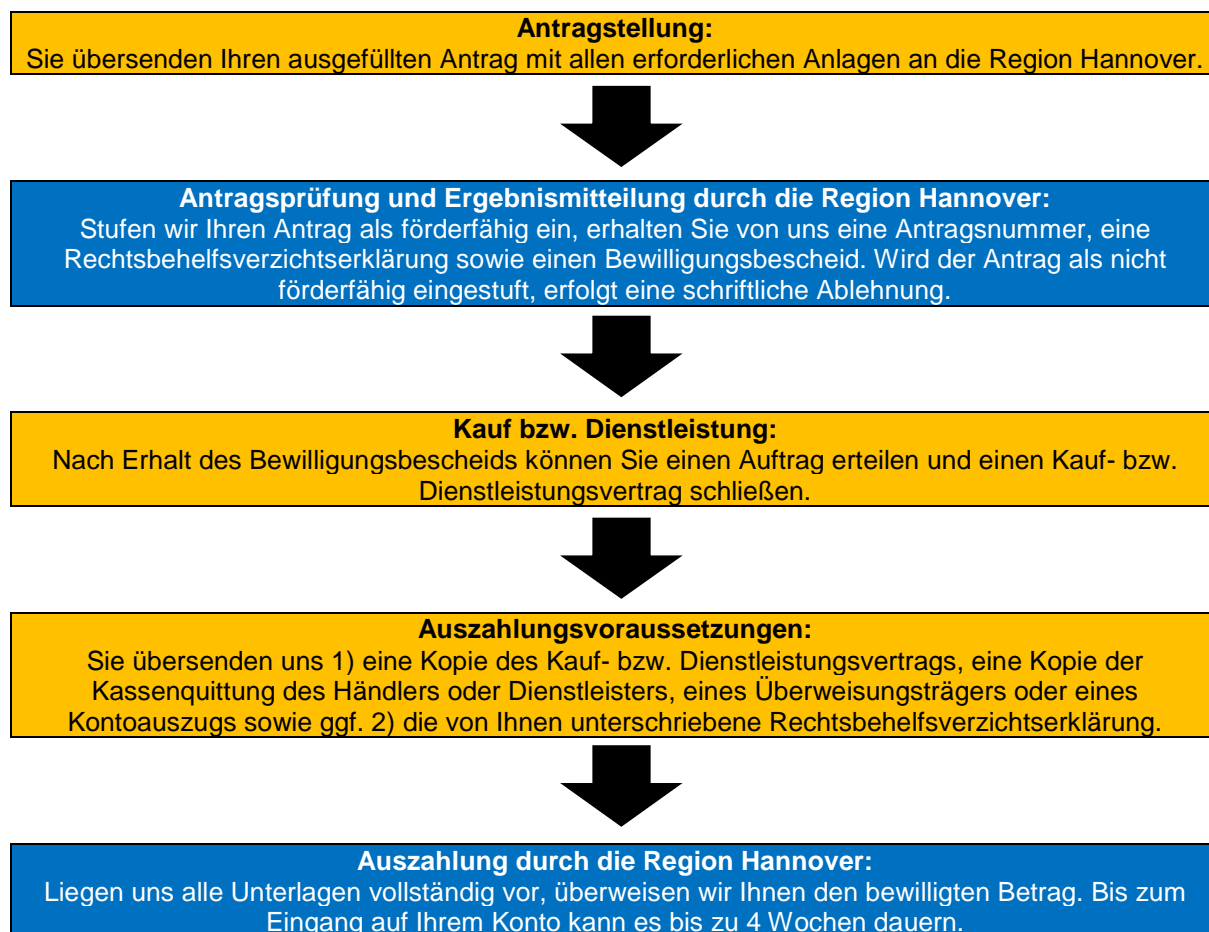 Antragstellung:
Sie übersenden Ihren ausgefüllten Antrag mit allen erforderlichen Anlagen an die Region Hannover.
Antragsprüfung und Ergebnismitteilung durch die Region Hannover:
Stufen wir Ihren Antrag als förderfähig ein, erhalten Sie von uns eine Antragsnummer, eine
Rechtsbehelfsverzichtserklärung sowie einen Bewilligungsbescheid. Wird der Antrag als nicht
förderfähig eingestuft, erfolgt eine schriftliche Ablehnung.
Kauf bzw. Dienstleistung:
Nach Erhalt des Bewilligungsbescheids können Sie einen Auftrag erteilen und einen Kauf- bzw.
Dienstleistungsvertrag schließen.
Auszahlungsvoraussetzungen:
Sie übersenden uns 1) eine Kopie des Kauf- bzw. Dienstleistungsvertrags, eine Kopie der
Kassenquittung des Händlers oder Dienstleisters, eines Überweisungsträgers oder eines
Kontoauszugs sowie ggf. 2) die von Ihnen unterschriebene Rechtsbehelfsverzichtserklärung.
Auszahlung durch die Region Hannover:
Liegen uns alle Unterlagen vollständig vor, überweisen wir Ihnen den bewilligten Betrag. Bis zum
Eingang auf Ihrem Konto kann es bis zu 4 Wochen dauern.